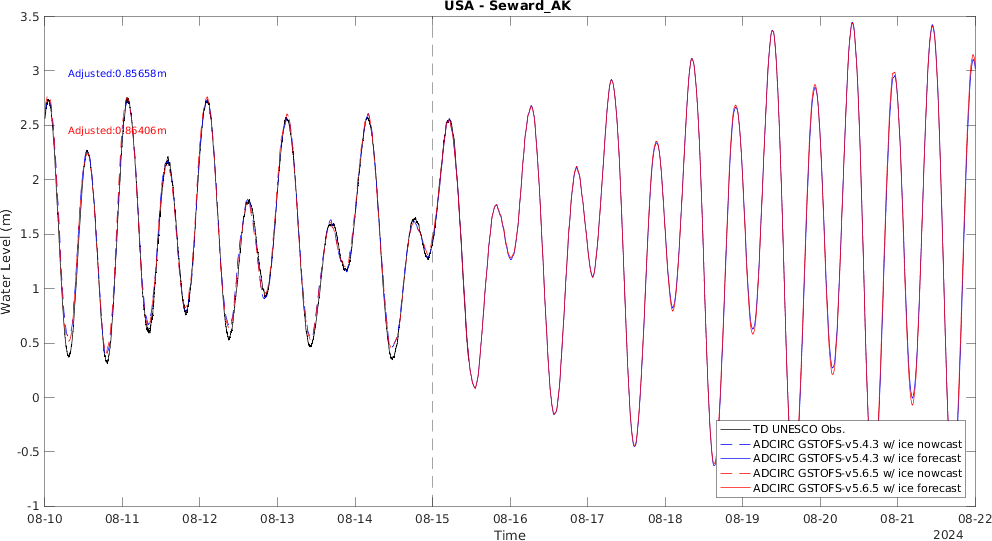 USA - Seward_AK
3.5
3
2.5
2
1.5
1
0.5
0
-0.5
-1
Water Level (m)
Adjusted:0.85658m
Adjusted:0.86406m
TD UNESCO Obs.
ADCIRC GSTOFS-v5.4.3 w/ ice nowcast
ADCIRC GSTOFS-v5.4.3 w/ ice forecast
ADCIRC GSTOFS-v5.6.5 w/ ice nowcast
ADCIRC GSTOFS-v5.6.5 w/ ice forecast
08-10 08-11 08-12 08-13 08-14 08-15 08-16 08-17 08-18 08-19 08-20 08-21 08-22
Time
2024